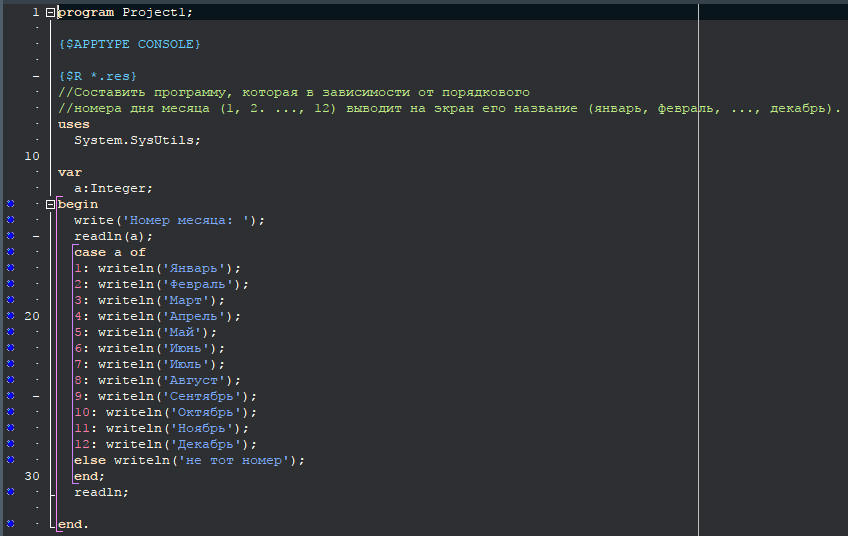 1 program Project1;
{$APPTYPE CONSOLE}
{$R *.res}
//Составить программу, которая в зависимости от порядкового
//номера дня месяца (1, 2. ..., 12) выводит на экран его название (январь, февраль, ..., декабрь).
uses
System.SysUtils;
10
var
a:Integer;
begin
write('Номер месяца: ');
readln(a);
case a of
1: writeln('Январь');
2: writeln('Февраль');
3: writeln('Март');
20 4: writeln('Апрель');
5: writeln('Май');
6: writeln('Июнь');
7: writeln('Июль');
8: writeln('Август');
9: writeln('Сентябрь');
10: writeln('Октябрь');
11: writeln('Ноябрь');
12: writeln('Декабрь');
else writeln('не тот номер');
30 end;
readln;
end.